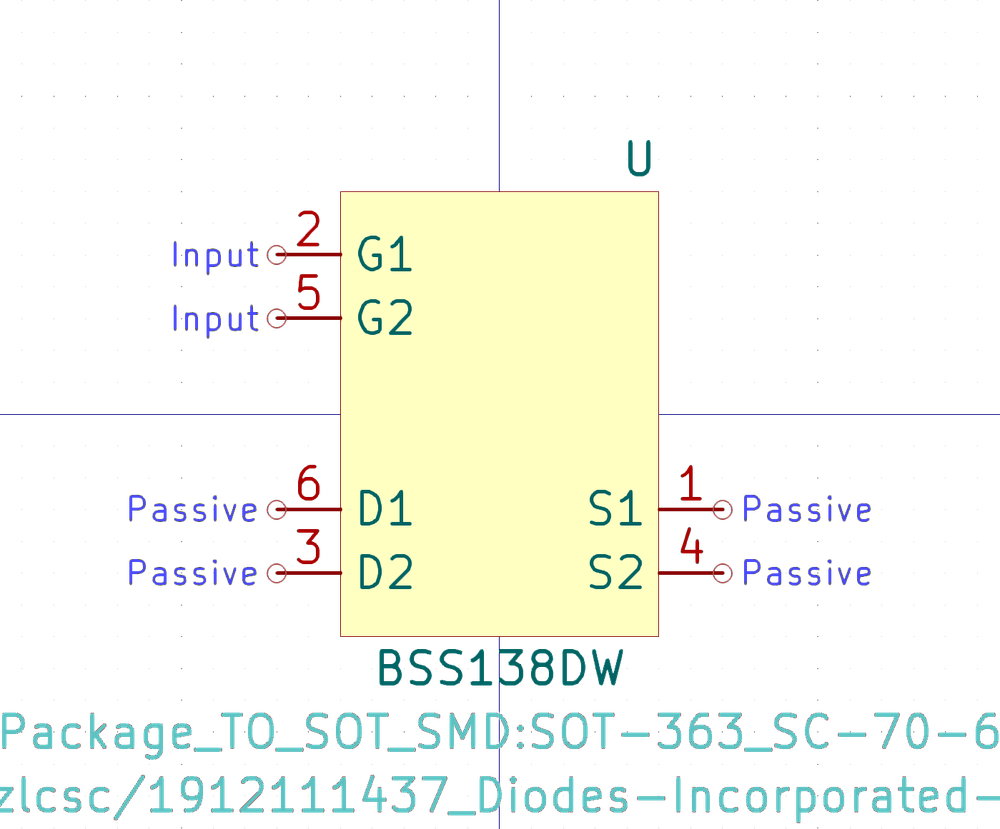 U
2
Input G1
5
Input G2
6 1
Passive D1 S1 Passive
3 4
Passive D2 S2 Passive
BSS138DW
Package_TO_SOT_SMD:SOT-363_SC-70-6
zlcsc/1912111437_Diodes-Incorporated-